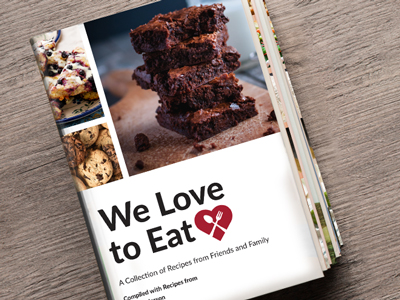 We Love
to Eat
A Collection of Recipes from Friends and Family
Compiled with Recipes from